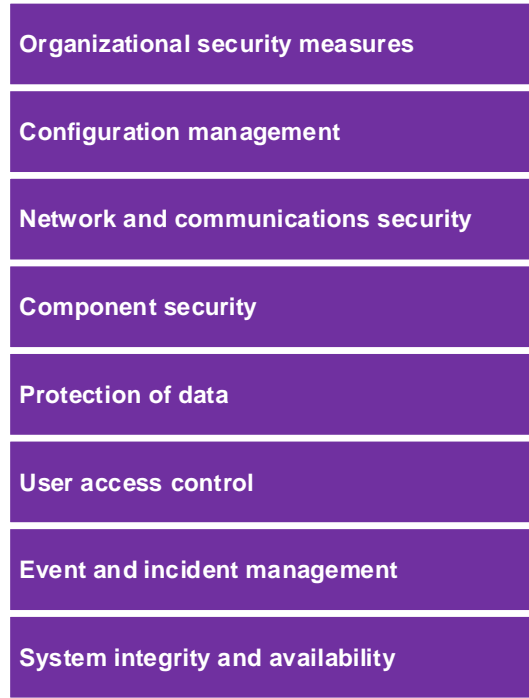 Organizational security measures
Configuration management
Network and communications security
Component security
Protection of data
User access control
Event and incident management
System integrity and availability